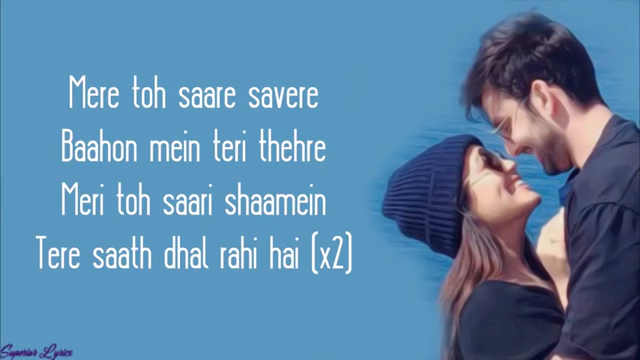 Mere toh saare savere
Baahon mein teri thehre
Meri toh saari shaamein
Tere saath dhal rahi hai (x2)
Superior Lyrics